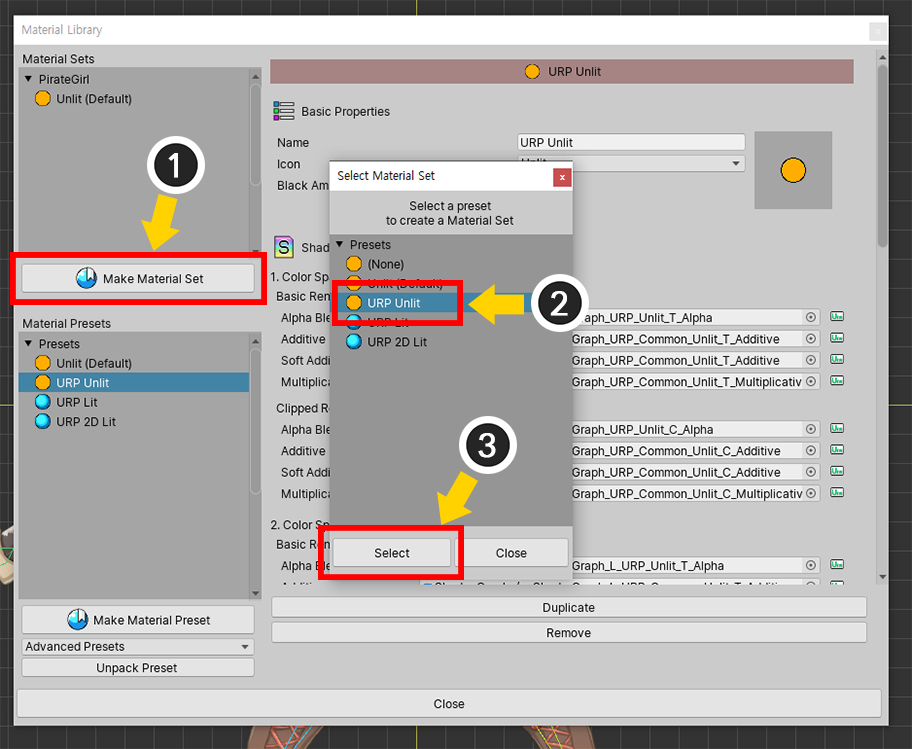 Material Library
x
Material Sets
PirateGirl
Unlit (Default)
1
Make Material Set
Material Presets
Presets
Unlit (Default)
URP Unlit
URP Lit
URP 2D Lit
Make Material Preset
Advanced Presets
Unpack Preset
URP Unlit
Basic Properties
Name
URP Unlit
Icon
Unlit
Black Am
S
Shad
1. Color Sp
Basic Ren
Alpha Ble
Graph_URP_Unlit_T_Alpha
Additive
Graph_URP_Common_Unlit_T_Additive
Soft Addi
Graph_URP_Common_Unlit_T_Additive
Multiplica
Graph_URP_Common_Unlit_T_Multiplicativ
Clipped R
Alpha Ble
Graph_URP_Unlit_C_Alpha
Additive
Graph_URP_Common_Unlit_C_Additive
Soft Addi
Graph_URP_Common_Unlit_C_Additive
Multiplica
Graph_URP_Common_Unlit_C_Multiplicativ
2. Color Sp
Basic Ren
Alpha Ble
Graph_L_URP_Unlit_T_Alpha
Select Material Set
x
Select a preset
to create a Material Set
Presets
(None)
Unlit (Default)
URP Unlit
2
URP Lit
URP 2D Lit
3
Select
Close
Duplicate
Remove
Close